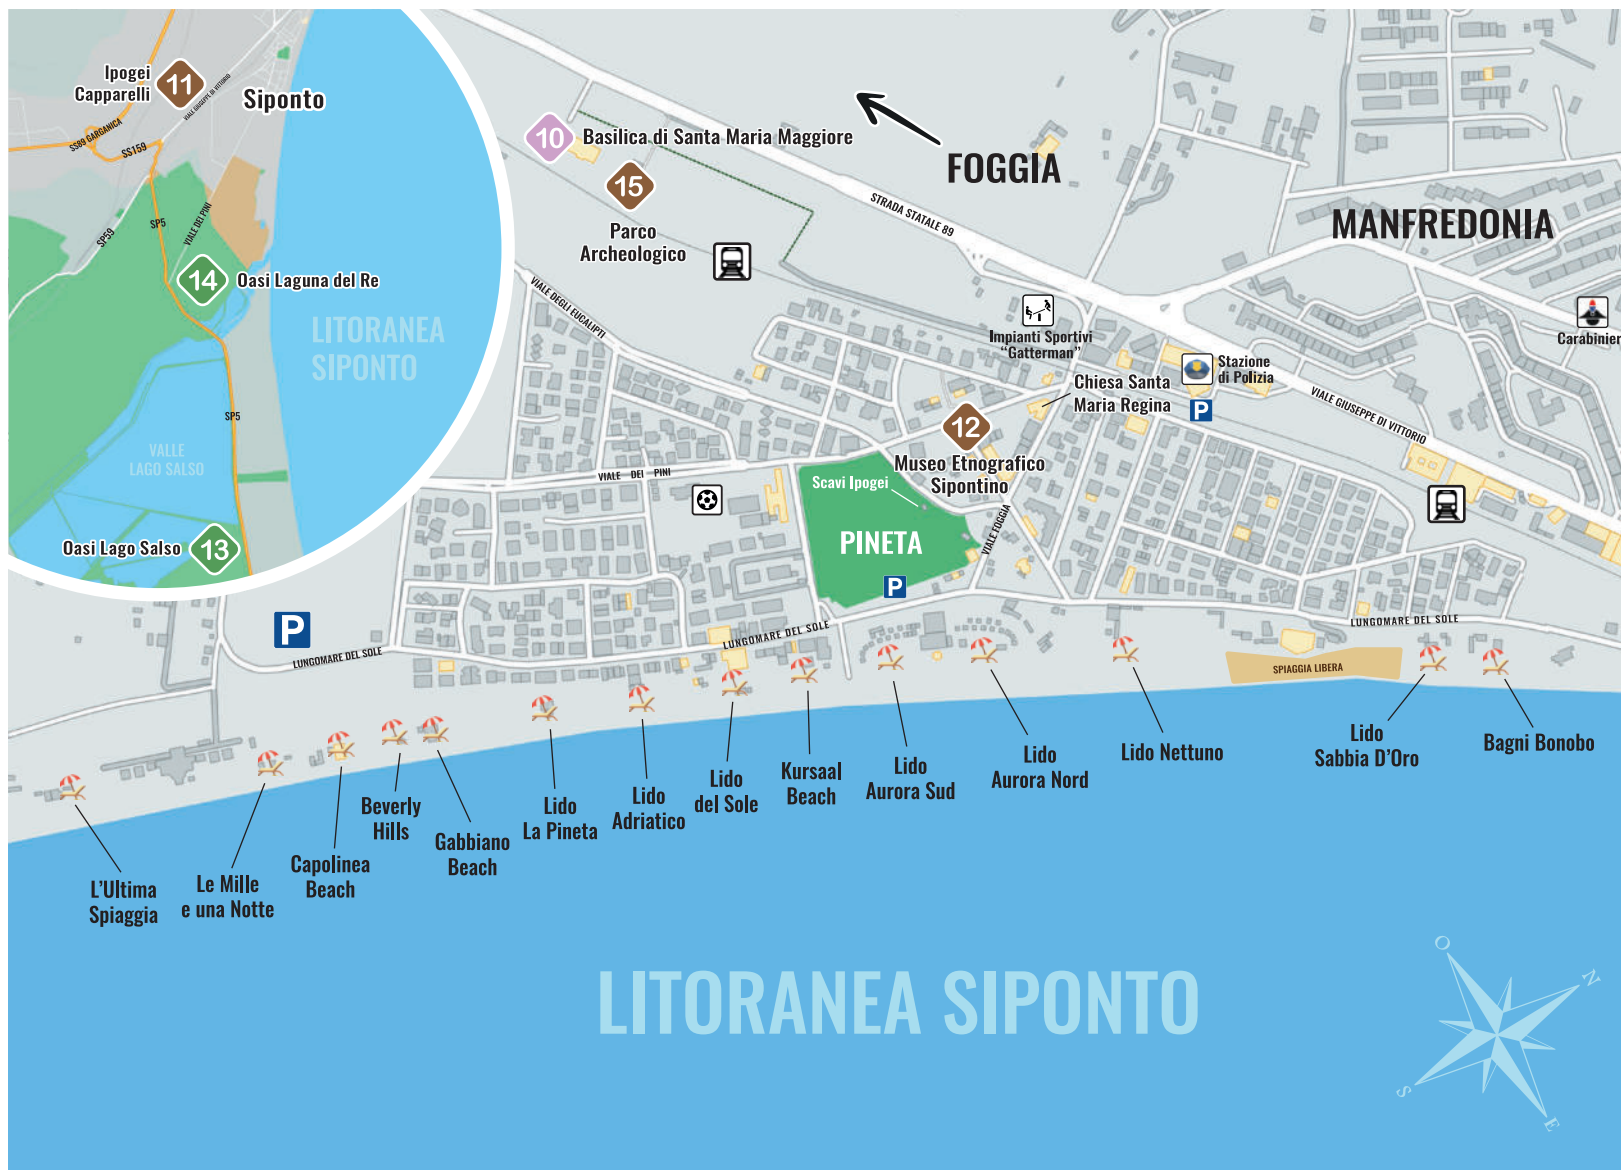 Ipogei
Capparelli
11
Siponto
VIALE GIUSEPPE DI VITTORIO
SS89 GARGANICA
SS159
SP59
SP5
VIALE DEI PINI
14
Oasi Laguna del Re
LITORANEA
SIPONTO
SP5
VALLE
LAGO SALSO
Oasi Lago Salso
13
10
Basilica di Santa Maria Maggiore
15
Parco
Archeologico
FOGGIA
STRADA STATALE 89
MANFREDONIA
VIALE DEGLI EUCALIPTI
Impianti Sportivi
"Gatterman"
Carabinier
Stazione
di Polizia
P
Chiesa Santa
Maria Regina
VIALE GIUSEPPE DI VITTORIO
12
Museo Etnografico
Sipontino
VIALE DEI PINI
Scavi Ipogei
PINETA
P
VIALE FOGGIA
P
LUNGOMARE DEL SOLE
LUNGOMARE DEL SOLE
LUNGOMARE DEL SOLE
SPIAGGIA LIBERA
L'Ultima
Spiaggia
Le Mille
e una Notte
Capolinea
Beach
Beverly
Hills
Gabbiano
Beach
Lido
La Pineta
Lido
Adriatico
Lido
del Sole
Kursaal
Beach
Lido
Aurora Sud
Lido
Aurora Nord
Lido Nettuno
Lido
Sabbia D'Oro
Bagni Bonobo
LITORANEA SIPONTO
O
N
S
E